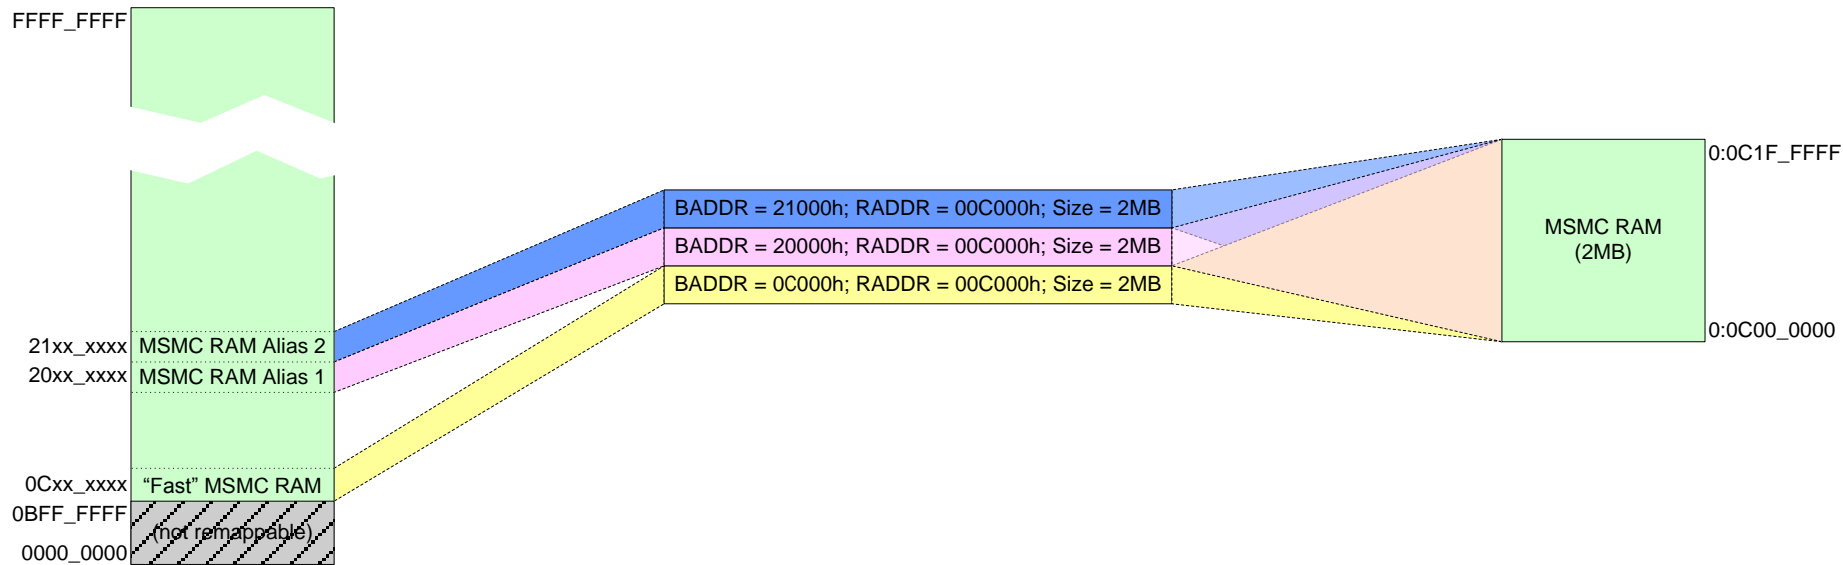 FFFF_FFFF
0:0C1F_FFFF
BADDR = 21000h; RADDR = 00C000h; Size = 2MB
BADDR = 20000h; RADDR = 00C000h; Size = 2MB
BADDR = 0C000h; RADDR = 00C000h; Size = 2MB
MSMC RAM
(2MB)
0:0C00_0000
21xx_xxxx MSMC RAM Alias 2
20xx_xxxx MSMC RAM Alias 1
0Cxx_xxxx “Fast” MSMC RAM
0BFF_FFFF
(not remappable)
0000_0000